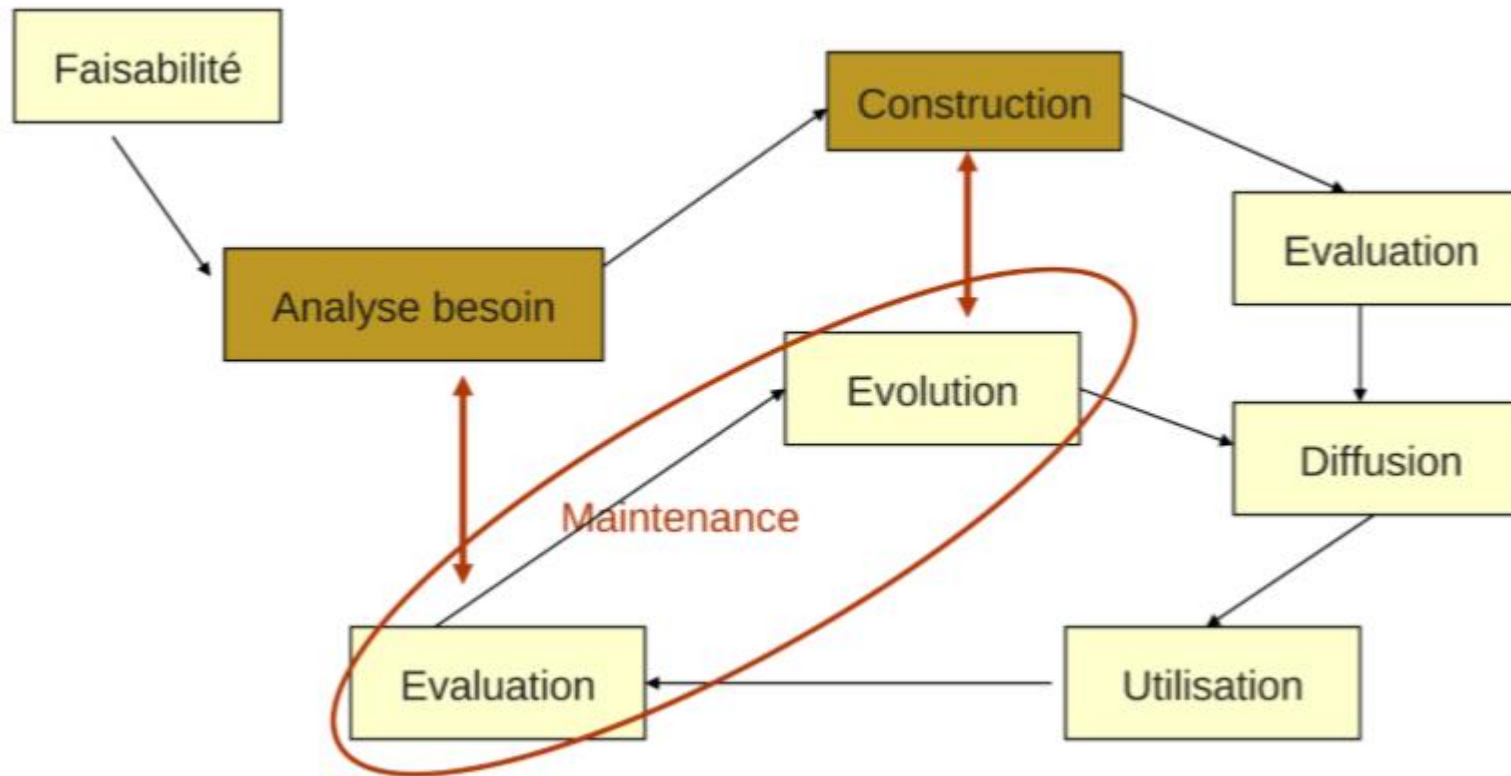 Faisabilité
Construction
Evaluation
Analyse besoin
Evolution
Diffusion
Maintenance
Evaluation
Utilisation